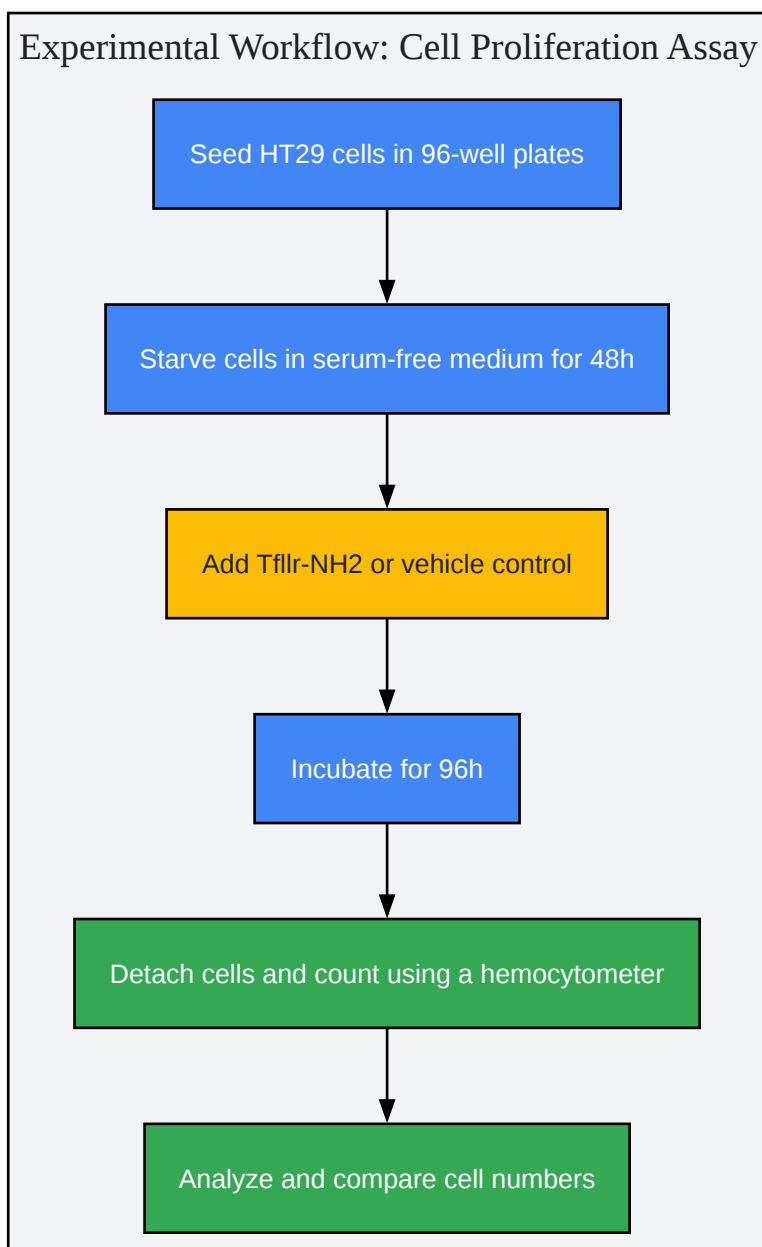 Experimental Workflow: Cell Proliferation Assay
Seed HT29 cells in 96-well plates
Starve cells in serum-free medium for 48h
Add Tfllr-NH2 or vehicle control
Incubate for 96h
Detach cells and count using a hemocytometer
Analyze and compare cell numbers